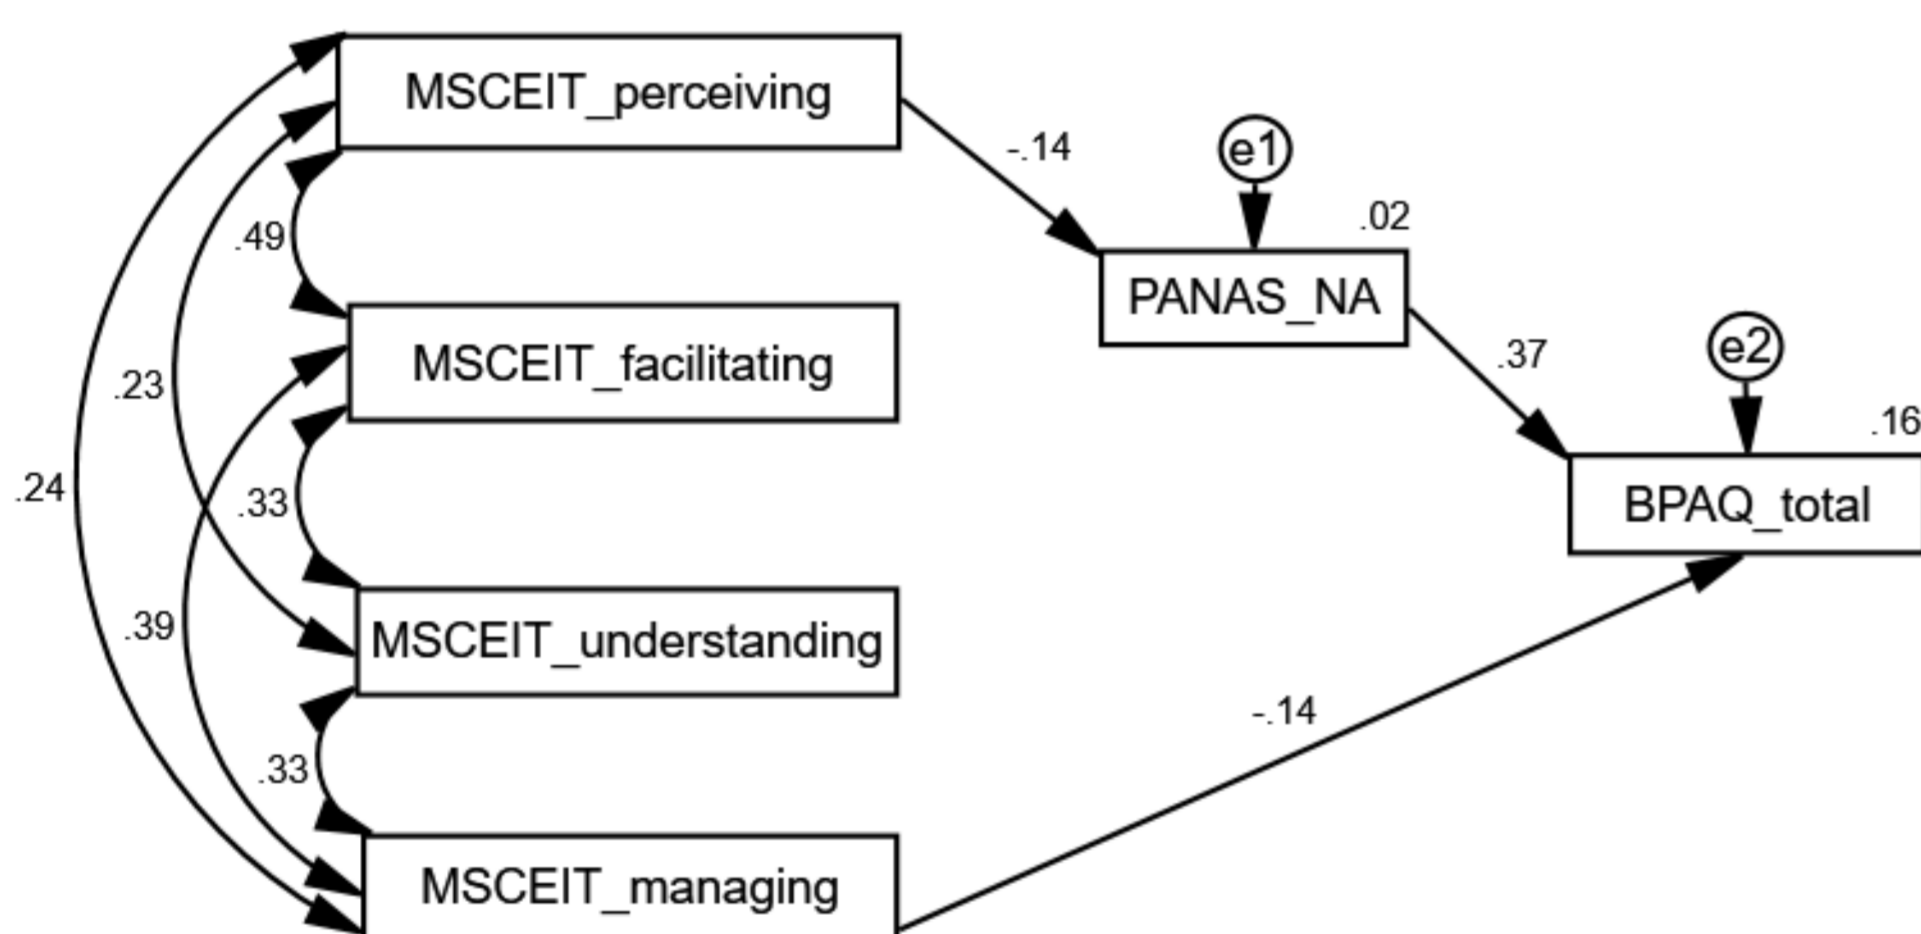 MSCEIT_perceiving
-.14
e1
.02
.49
PANAS_NA
.37
e2
MSCEIT_facilitating
.23
.16
.24
.33
BPAQ_total
.39
MSCEIT_understanding
-.14
.33
MSCEIT_managing